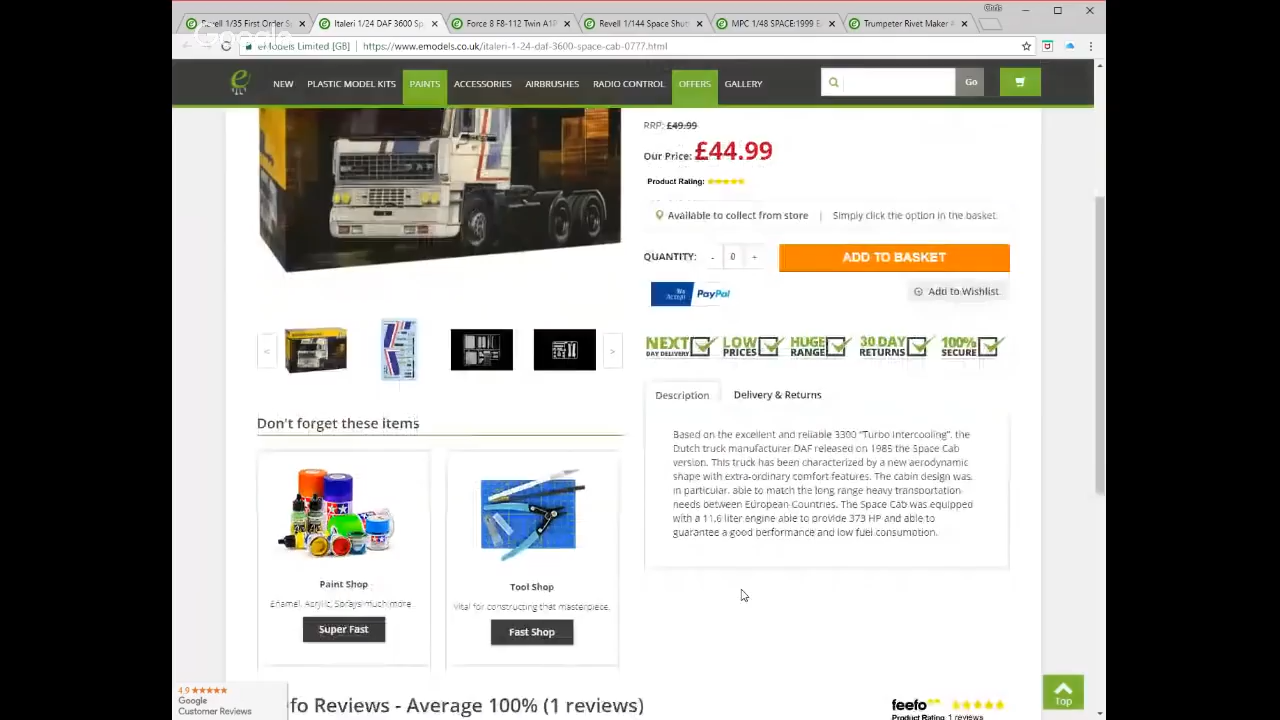 Chris
Revell 1/35 First Order S
Italeri 1/24 DAF 3600 Sp
Force 8 F8-112 Twin A1P
Revell 1/144 Space Shut
MPC 1/48 SPACE:1999 E
Trumpeter Rivet Maker
Google
eModels Limited [GB]
https://www.emodels.co.uk/italeri-1-24-daf-3600-space-cab-0777.html
e
NEW
PLASTIC MODEL KITS
PAINTS
ACCESSORIES
AIRBRUSHES
RADIO CONTROL
OFFERS
GALLERY
Go
RRP: £49.99
Our Price: £44.99
Product Rating:
Available to collect from store | Simply click the option in the basket.
QUANTITY: - 0 +
ADD TO BASKET
We Accept PayPal
Add to Wishlist
NEXT DAY DELIVERY
LOW PRICES
HUGE RANGE
30 DAY RETURNS
100% SECURE
< >
Description
Delivery & Returns
Don't forget these items
Based on the excellent and reliable 3300 “Turbo Intercooling”, the
Dutch truck manufacturer DAF released on 1985 the Space Cab
version. This truck has been characterized by a new aerodynamic
shape with extra-ordinary comfort features. The cabin design was,
in particular, able to match the long range heavy transportation
needs between European Countries. The Space Cab was equipped
with a 11,6 liter engine able to provide 373 HP and able to
guarantee a good performance and low fuel consumption.
Paint Shop
Enamel, Acrylic, Sprays much more
Super Fast
Tool Shop
Vital for constructing that masterpiece.
Fast Shop
4.9
Google
Customer Reviews
fo Reviews - Average 100% (1 reviews)
feefo
Product Rating 1 reviews
Top